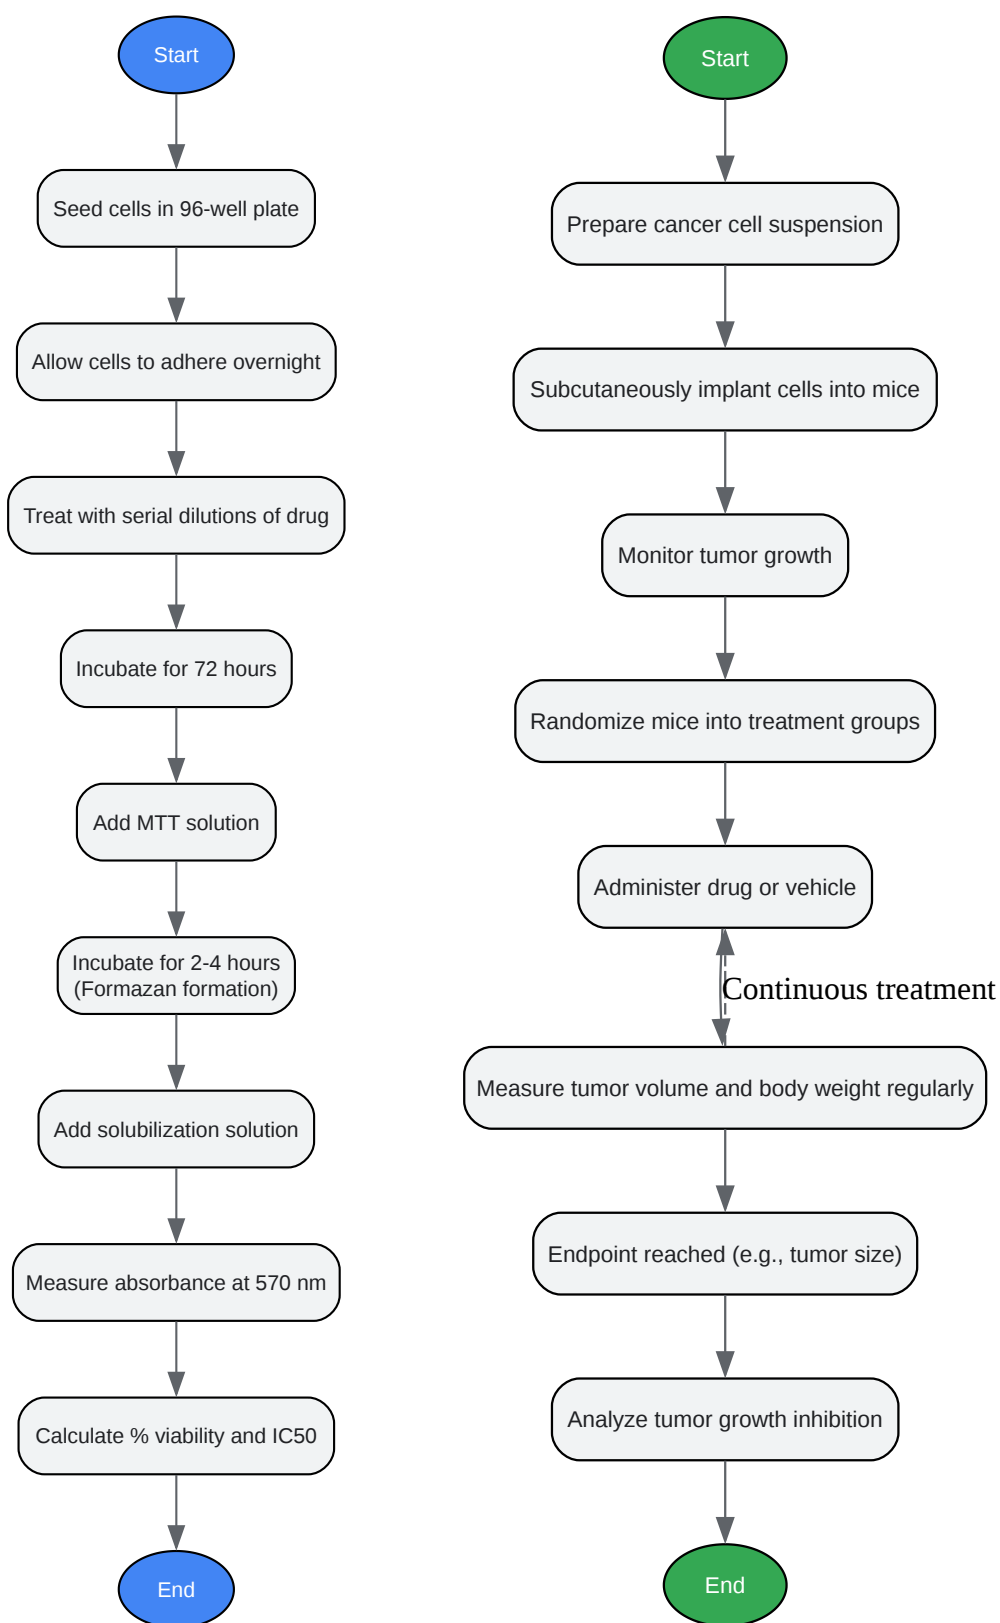 Start
Seed cells in 96-well plate
Allow cells to adhere overnight
Treat with serial dilutions of drug
Incubate for 72 hours
Add MTT solution
Incubate for 2-4 hours
(Formazan formation)
Add solubilization solution
Measure absorbance at 570 nm
Calculate % viability and IC50
End
Start
Prepare cancer cell suspension
Subcutaneously implant cells into mice
Monitor tumor growth
Randomize mice into treatment groups
Administer drug or vehicle
Continuous treatment
Measure tumor volume and body weight regularly
Endpoint reached (e.g., tumor size)
Analyze tumor growth inhibition
End